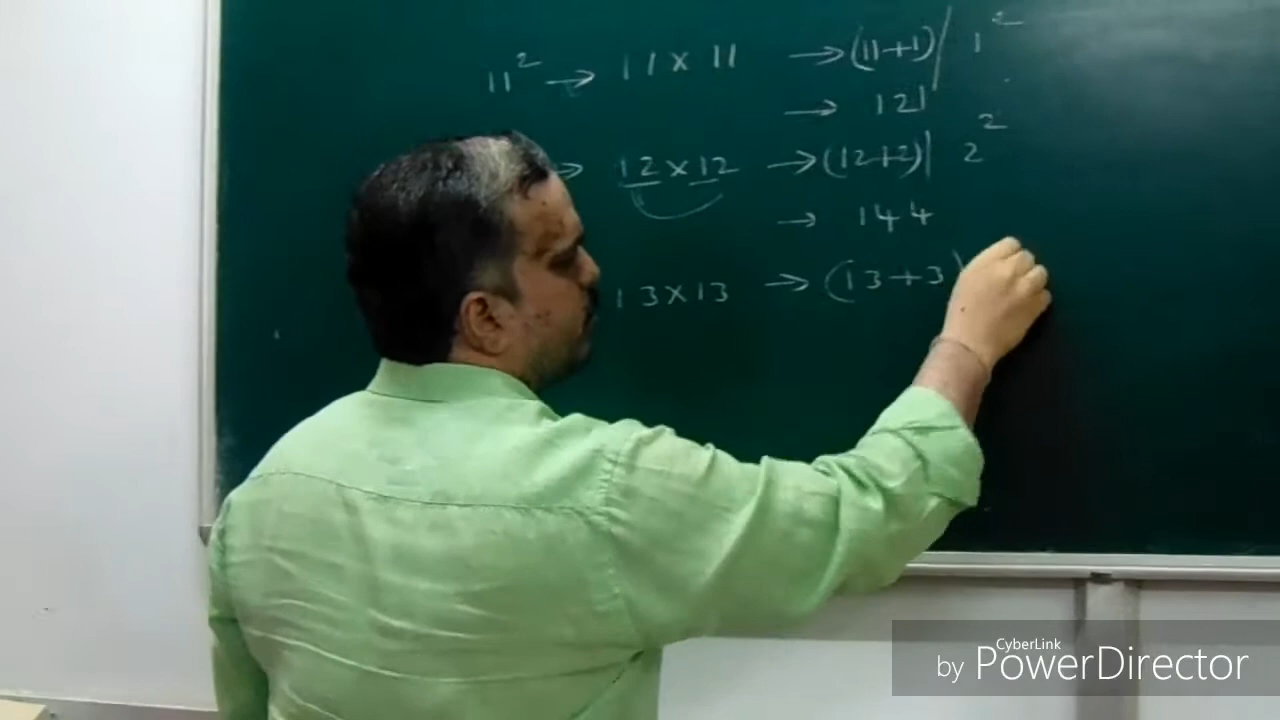 11² → 11 x 11 → (11+1)/ 1²
→ 121
→ 12 x 12 → (12+2)| 2²
→ 144
13 x 13 → (13+3)
CyberLink
by PowerDirector